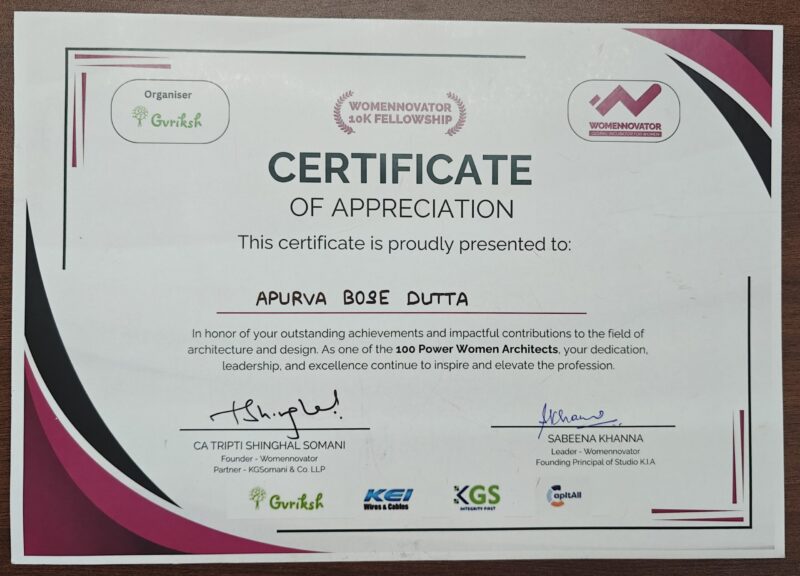 Organiser
Gvriksh
WOMENNOVATOR
10K FELLOWSHIP
WOMENNOVATOR
CERTIFICATE
OF APPRECIATION
This certificate is proudly presented to:
APURVA BOSE DUTTA
In honor of your outstanding achievements and impactful contributions to the field of
architecture and design. As one of the 100 Power Women Architects, your dedication,
leadership, and excellence continue to inspire and elevate the profession.
CA TRIPTI SHINGHAL SOMANI
Founder - Womennovator
Partner - KGSomani & Co. LLP
SABEENA KHANNA
Leader - Womennovator
Founding Principal of Studio K.I.A
Gvriksh
KEI
Wires & Cables
KGS
INTEGRITY FIRST
CapItAll